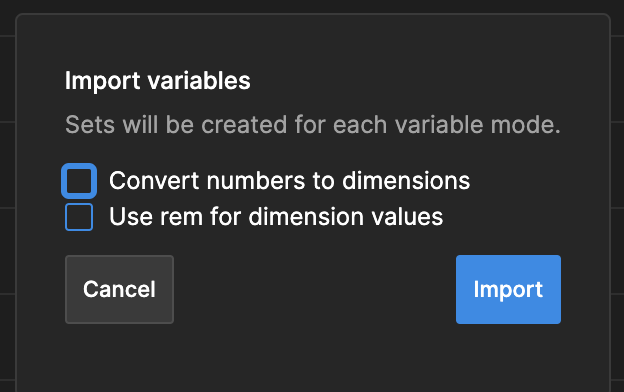 Import variables
Sets will be created for each variable mode.
Convert numbers to dimensions
Use rem for dimension values
Cancel
Import